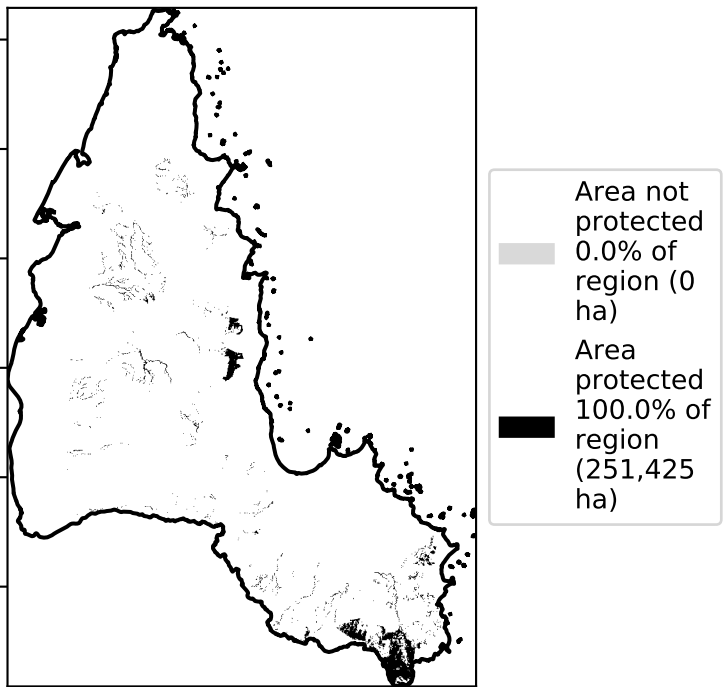 Area not
protected
0.0% of
region (0
ha)
Area
protected
100.0% of
region
(251,425
ha)